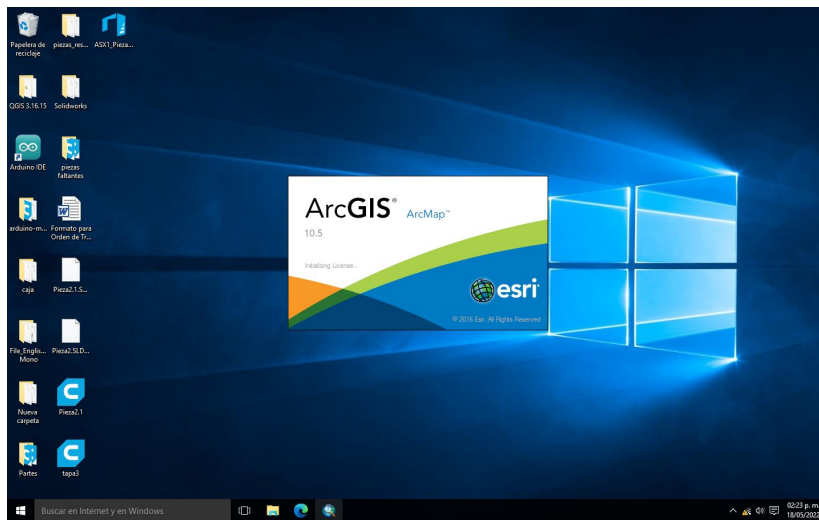 Papelera de
reciclaje
piezas_res...
ASX1_Pieza...
QGIS 3.16.15
Solidworks
Arduino IDE
piezas
faltantes
arduino-m...
Formato para
Orden de Tr...
caja
Pieza2.1.S...
File_Englis...
Mono
Pieza2.SLD...
Nueva
carpeta
Pieza2.1
Partes
tapa3
ArcGIS® ArcMap™
10.5
Initializing License...
esri
© 2016 Esri. All Rights Reserved
Buscar en Internet y en Windows
02:23 p. m.
18/05/2022